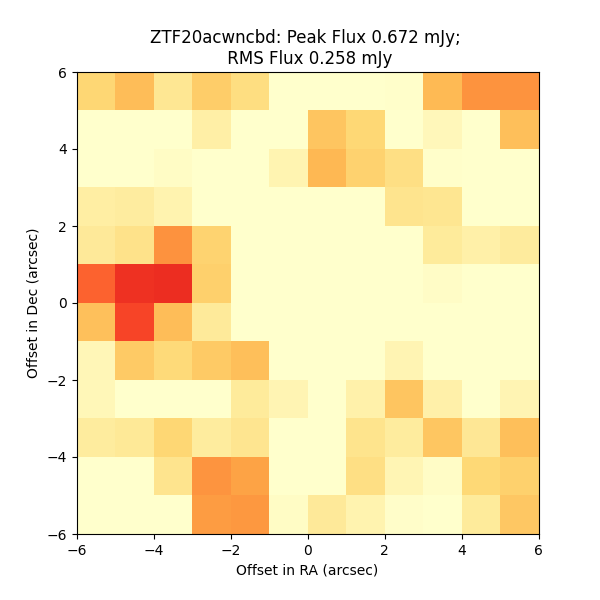 ZTF20acwncbd: Peak Flux 0.672 mJy;
RMS Flux 0.258 mJy
6
4
2
0
−2
−4
−6
Offset in Dec (arcsec)
−6 −4 −2 0 2 4 6
Offset in RA (arcsec)